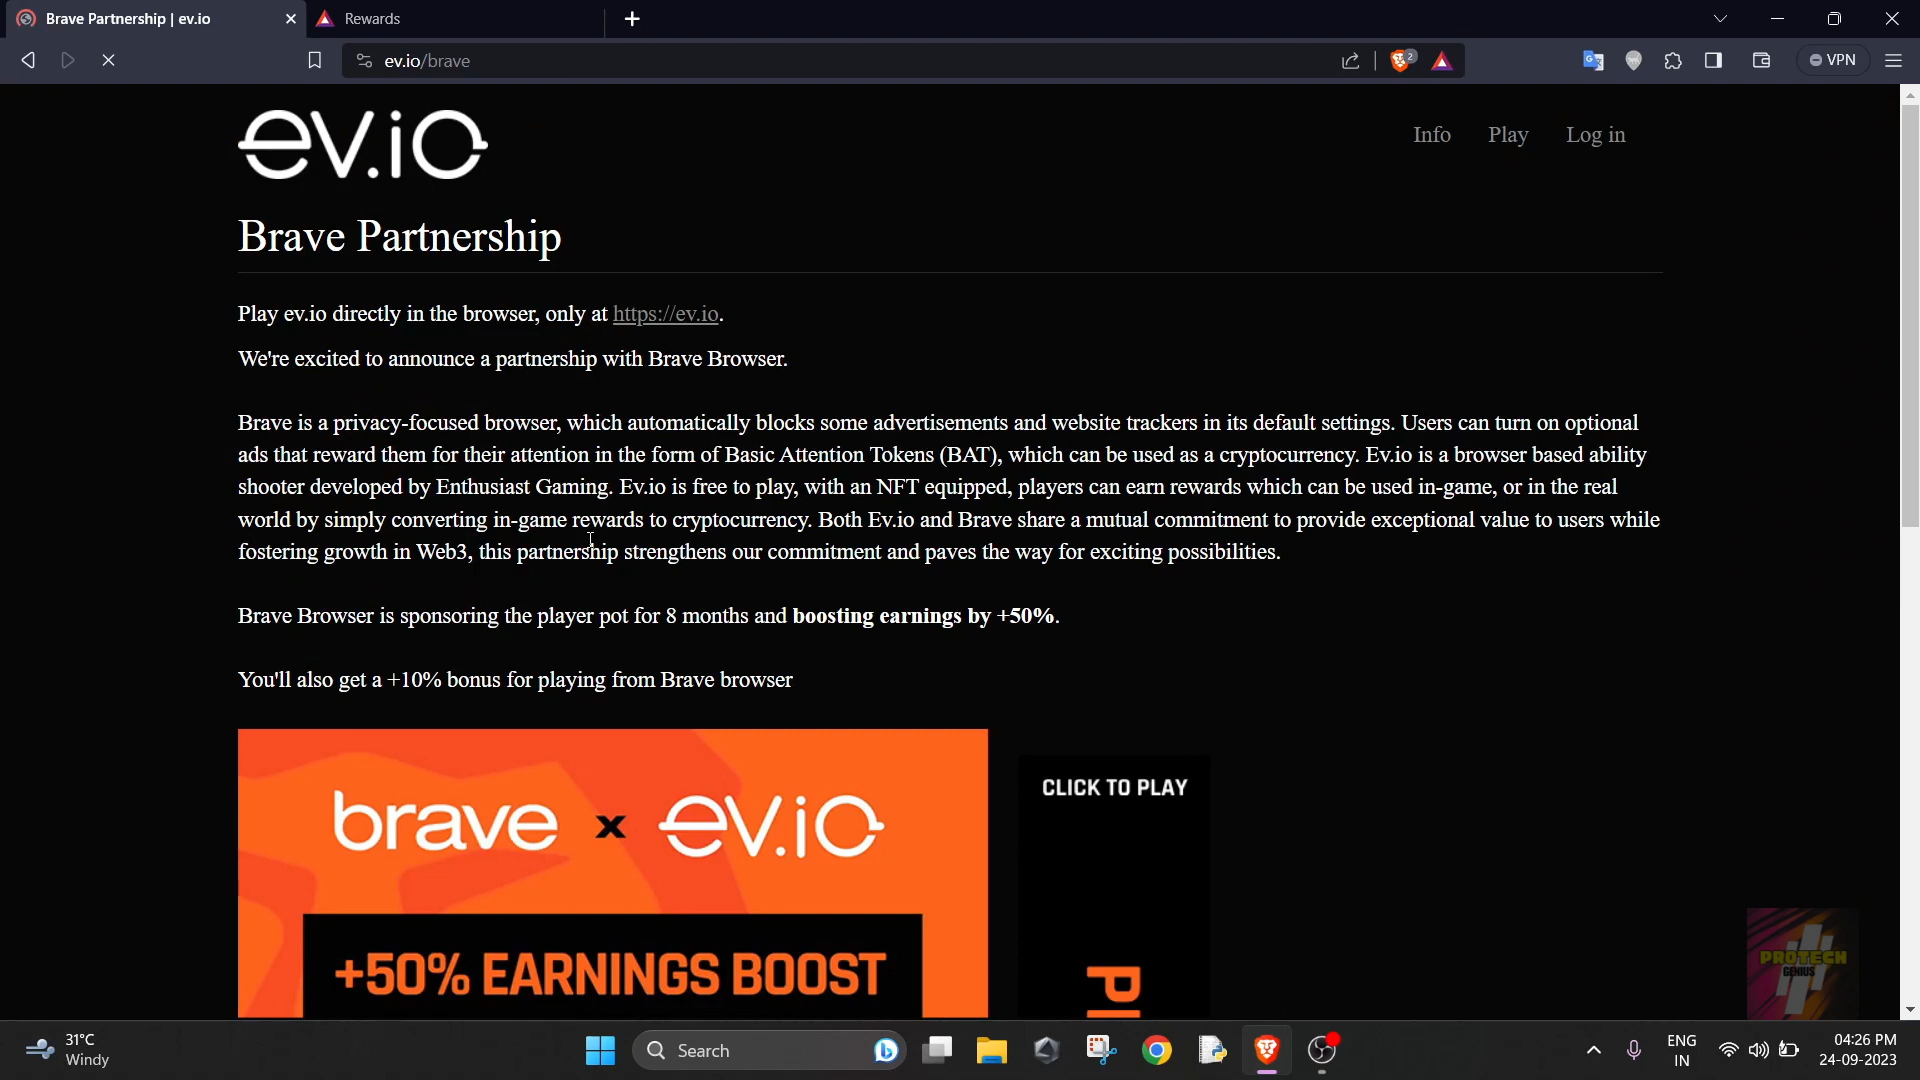 Brave Partnership | ev.io
Rewards
ev.io/brave
2
VPN
ev.io
Info Play Log in
Brave Partnership
Play ev.io directly in the browser, only at https://ev.io.
We're excited to announce a partnership with Brave Browser.
Brave is a privacy-focused browser, which automatically blocks some advertisements and website trackers in its default settings. Users can turn on optional
ads that reward them for their attention in the form of Basic Attention Tokens (BAT), which can be used as a cryptocurrency. Ev.io is a browser based ability
shooter developed by Enthusiast Gaming. Ev.io is free to play, with an NFT equipped, players can earn rewards which can be used in-game, or in the real
world by simply converting in-game rewards to cryptocurrency. Both Ev.io and Brave share a mutual commitment to provide exceptional value to users while
fostering growth in Web3, this partnership strengthens our commitment and paves the way for exciting possibilities.
Brave Browser is sponsoring the player pot for 8 months and boosting earnings by +50%.
You'll also get a +10% bonus for playing from Brave browser
brave x ev.io
+50% EARNINGS BOOST
CLICK TO PLAY
Pl
PROTECH
GENIUS
31°C
Windy
Search
ENG
IN
04:26 PM
24-09-2023